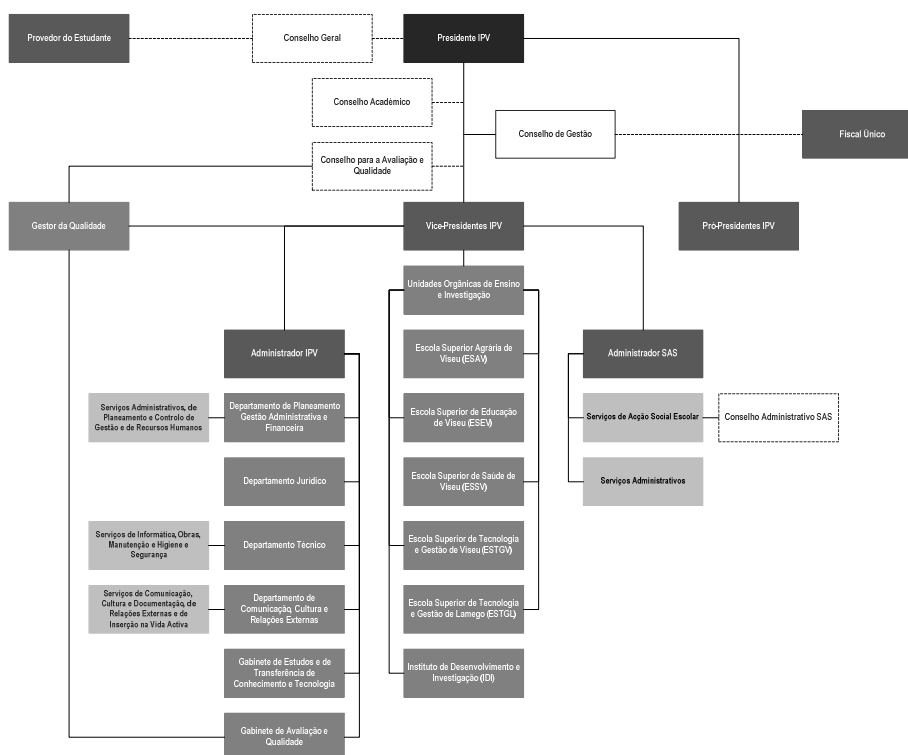 Provedor do Estudante
Conselho Geral
Presidente IPV
Conselho Académico
Conselho de Gestão
Fiscal Único
Conselho para a Avaliação e
Qualidade
Gestor da Qualidade
Vice-Presidentes IPV
Pró-Presidentes IPV
Unidades Orgânicas de Ensino
e Investigação
Administrador IPV
Escola Superior Agrária de
Viseu (ESAV)
Administrador SAS
Serviços Administrativos, de
Planeamento e Controlo de
Gestão e de Recursos Humanos
Departamento de Planeamento
Gestão Administrativa e
Financeira
Escola Superior de Educação
de Viseu (ESEV)
Serviços de Acção Social Escolar
Conselho Administrativo SAS
Departamento Jurídico
Escola Superior de Saúde de
Viseu (ESSV)
Serviços Administrativos
Serviços de Informática, Obras,
Manutenção e Higiene e
Segurança
Departamento Técnico
Escola Superior de Tecnologia
e Gestão de Viseu (ESTGV)
Serviços de Comunicação,
Cultura e Documentação, de
Relações Externas e de
Inserção na Vida Activa
Departamento de
Comunicação, Cultura e
Relações Externas
Escola Superior de Tecnologia
e Gestão de Lamego (ESTGL)
Gabinete de Estudos e de
Transferência de
Conhecimento e Tecnologia
Instituto de Desenvolvimento e
Investigação (IDI)
Gabinete de Avaliação e
Qualidade